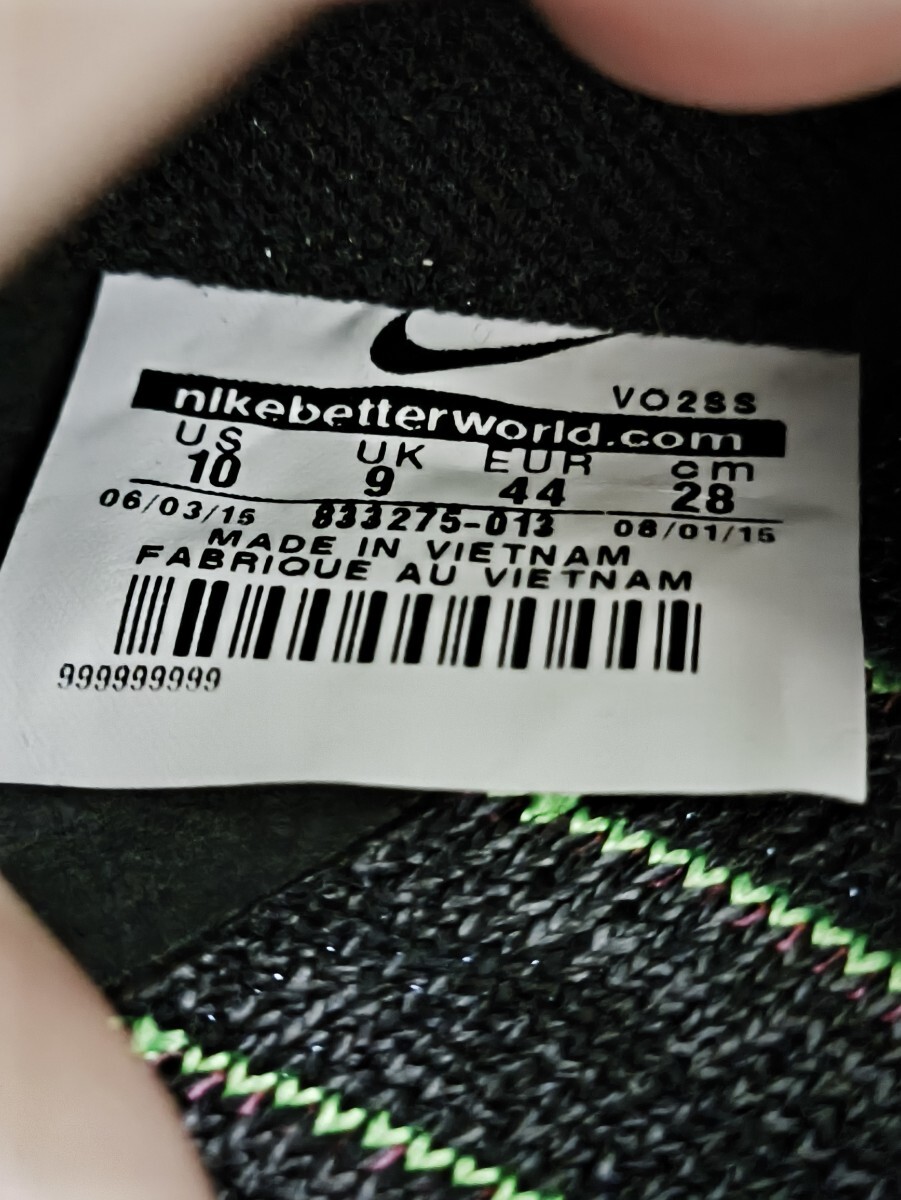 VO2SS
nikebetterworld.com
US UK EUR cm
10 9 44 28
06/03/15 833275-013 08/01/15
MADE IN VIETNAM
FABRIQUE AU VIETNAM
999999999